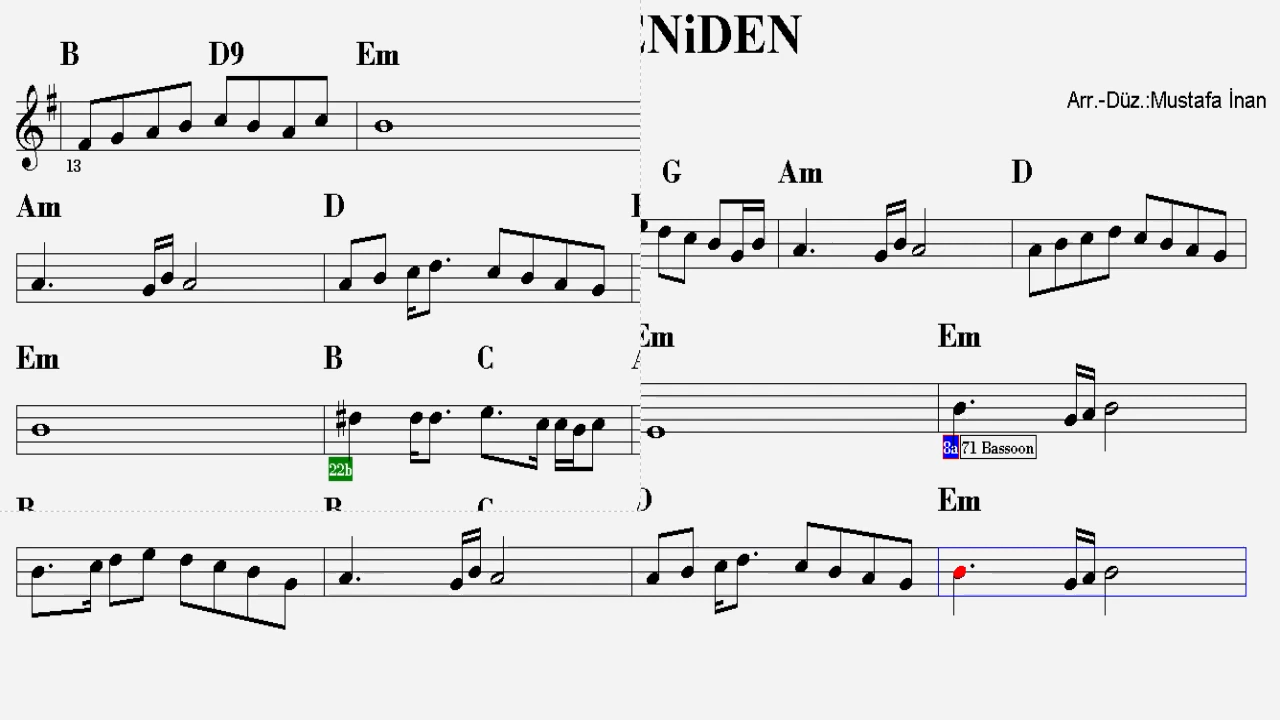 ENiDEN
Arr.-Düz.:Mustafa İnan
B D9 Em
13
G Am D
Am D
Em Em
8a 71 Bassoon
Em B C
22b
Em